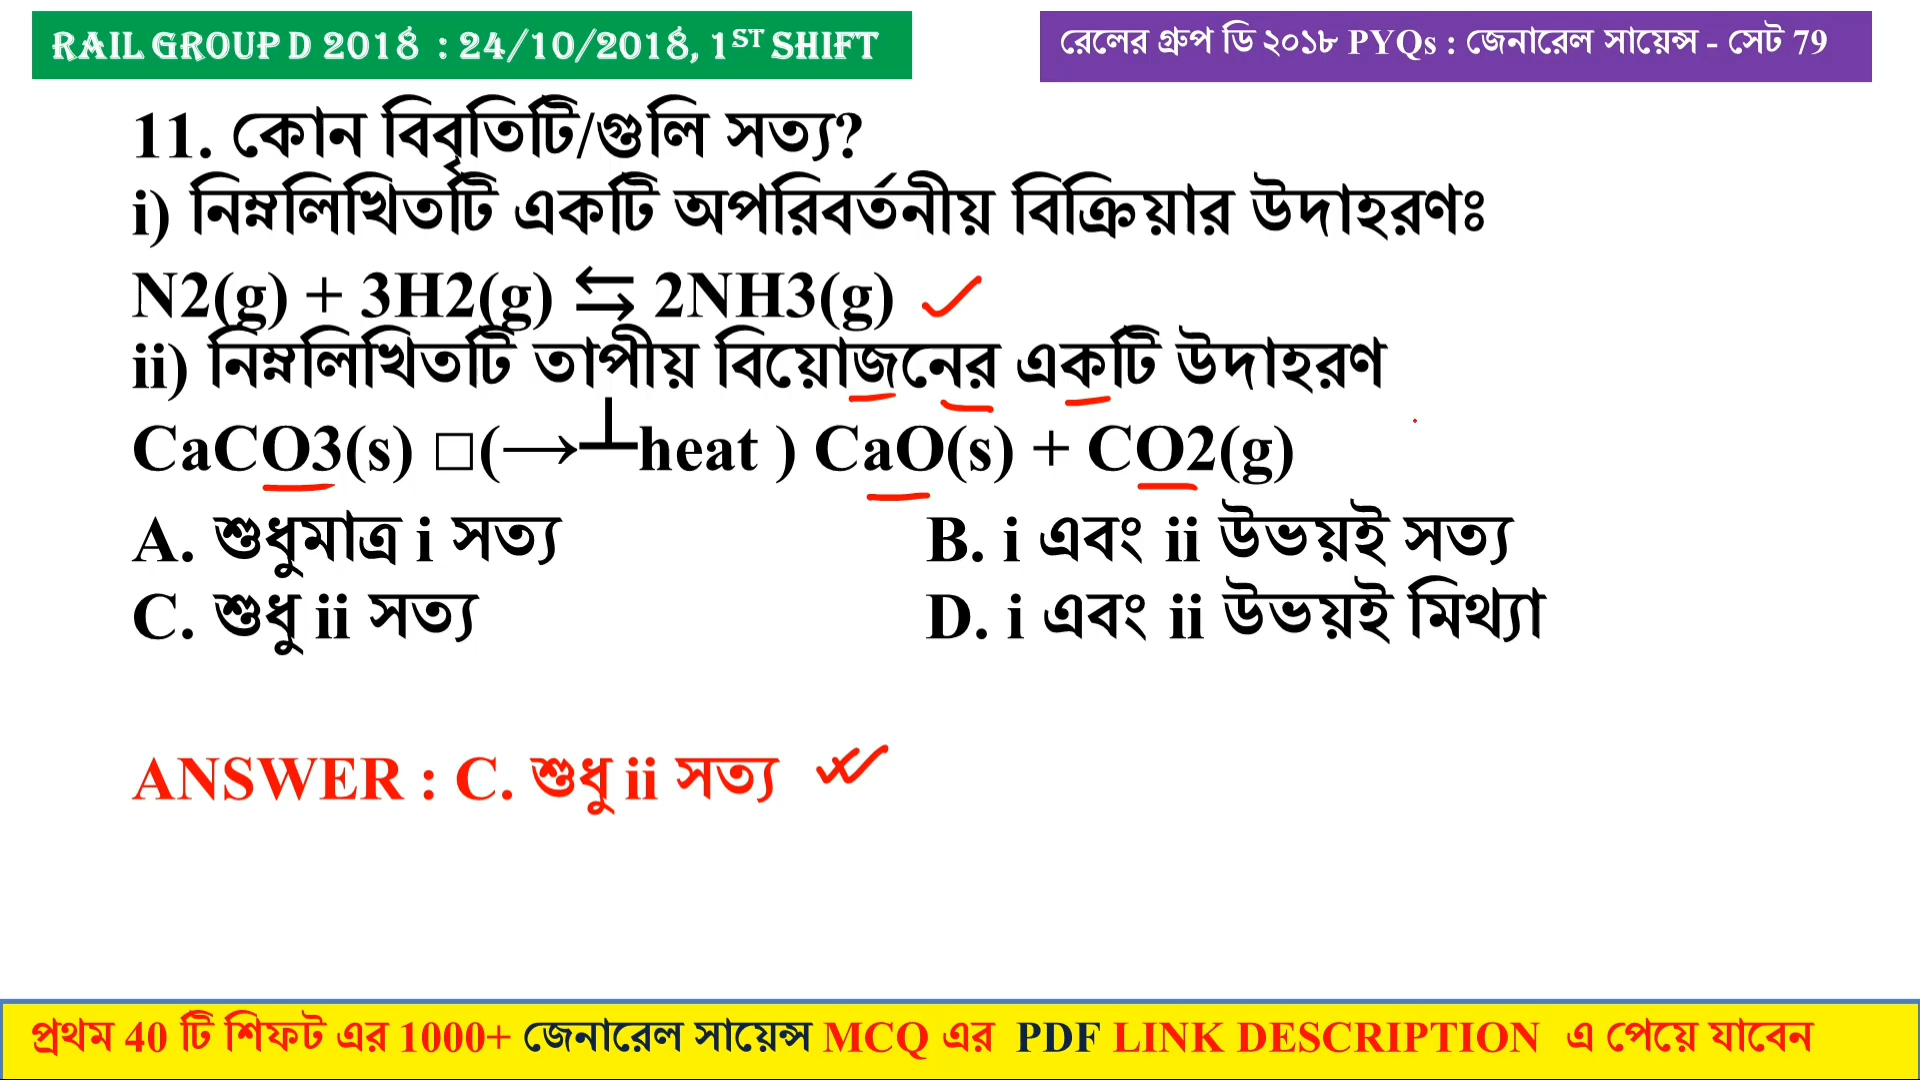 RAIL GROUP D 2018 : 24/10/2018, 1ST SHIFT
রেলের গ্রুপ ডি ২০১৮ PYQs : জেনারেল সায়েন্স - সেট 79
11. কোন বিবৃতিটি/গুলি সত্য?
i) নিম্নলিখিতটি একটি অপরিবর্তনীয় বিক্রিয়ার উদাহরণঃ
N2(g) + 3H2(g) ⇆ 2NH3(g)
ii) নিম্নলিখিতটি তাপীয় বিয়োজনের একটি উদাহরণ
CaCO3(s) □(→┴heat ) CaO(s) + CO2(g)
A. শুধুমাত্র i সত্য
B. i এবং ii উভয়ই সত্য
C. শুধু ii সত্য
D. i এবং ii উভয়ই মিথ্যা
ANSWER : C. শুধু ii সত্য
প্রথম 40 টি শিফট এর 1000+ জেনারেল সায়েন্স MCQ এর PDF LINK DESCRIPTION এ পেয়ে যাবেন